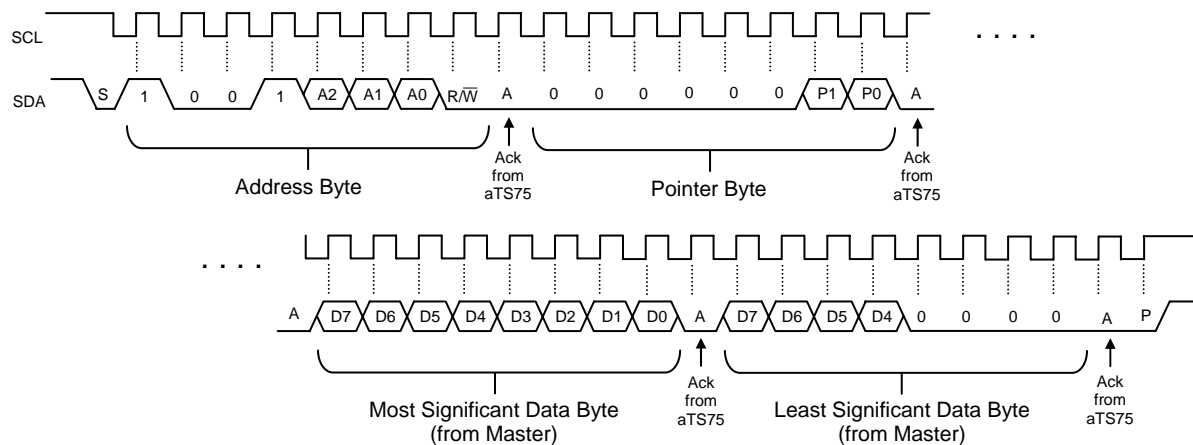 SCL
. . . .
SDA
S 1 0 0 1 A2 A1 A0 R/W̅ A 0 0 0 0 0 0 P1 P0 A
Address Byte
Ack
from
aTS75
Pointer Byte
Ack
from
aTS75
. . . .
A D7 D6 D5 D4 D3 D2 D1 D0 A D7 D6 D5 D4 0 0 0 0 A P
Most Significant Data Byte
(from Master)
Ack
from
aTS75
Least Significant Data Byte
(from Master)
Ack
from
aTS75